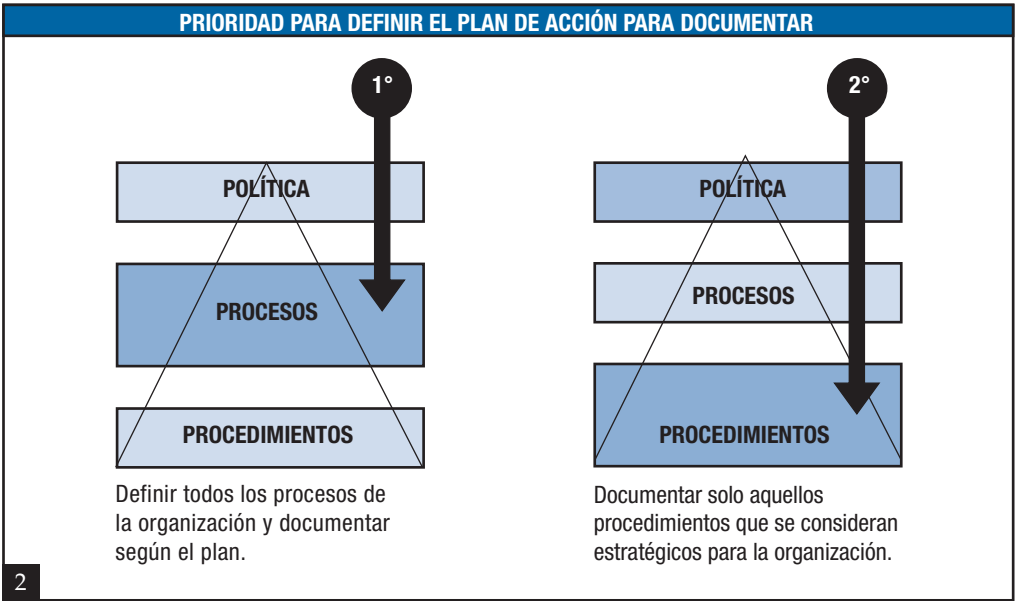 PRIORIDAD PARA DEFINIR EL PLAN DE ACCIÓN PARA DOCUMENTAR
1°
POLÍTICA
PROCESOS
PROCEDIMIENTOS
Definir todos los procesos de
la organización y documentar
según el plan.
2°
POLÍTICA
PROCESOS
PROCEDIMIENTOS
Documentar solo aquellos
procedimientos que se consideran
estratégicos para la organización.
2